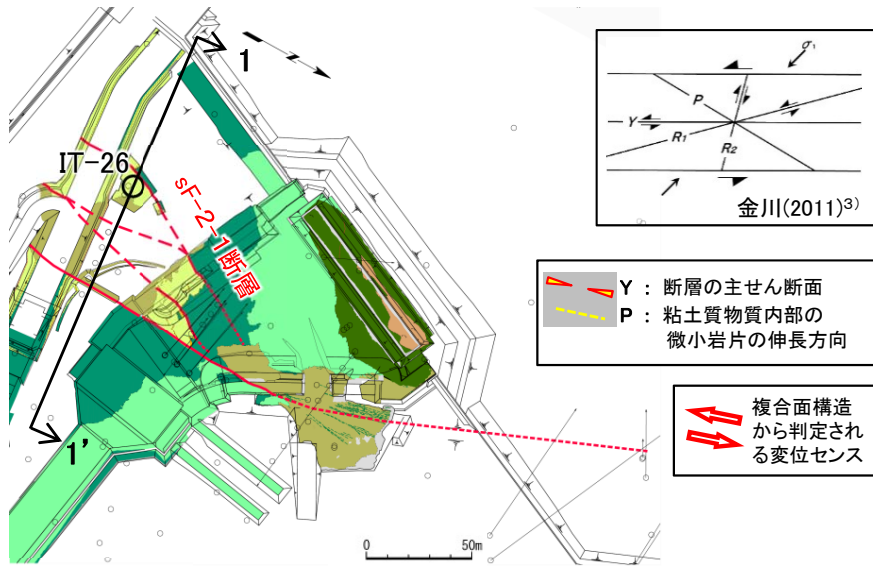 1
N
IT-26
sF-2-1断層
1'
0 50m
σ1
P
Y
R1
R2
金川(2011)3)
Y : 断層の主せん断面
P : 粘土質物質内部の
微小岩片の伸長方向
複合面構造
から判定され
る変位センス